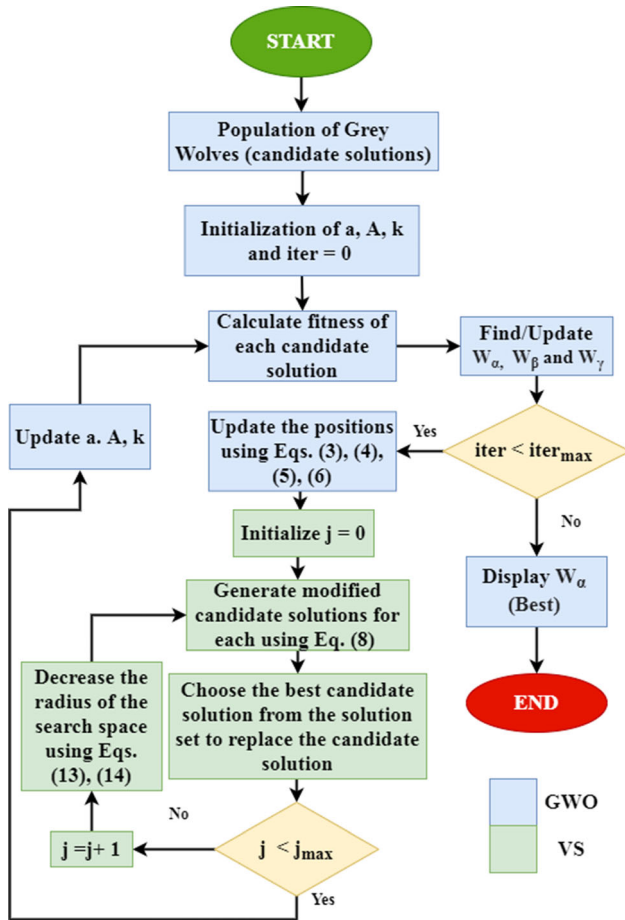 START
Population of Grey
Wolves (candidate solutions)
Initialization of a, A, k
and iter = 0
Calculate fitness of
each candidate
solution
Find/Update
Wα, Wβ and Wγ
Update a. A, k
Update the positions
using Eqs. (3), (4),
(5), (6)
Yes
iter < itermax
No
Initialize j = 0
Display Wα
(Best)
Generate modified
candidate solutions for
each using Eq. (8)
Decrease the
radius of the
search space
using Eqs.
(13), (14)
Choose the best candidate
solution from the solution
set to replace the candidate
solution
END
No
j =j+ 1
j < jmax
Yes
GWO
VS